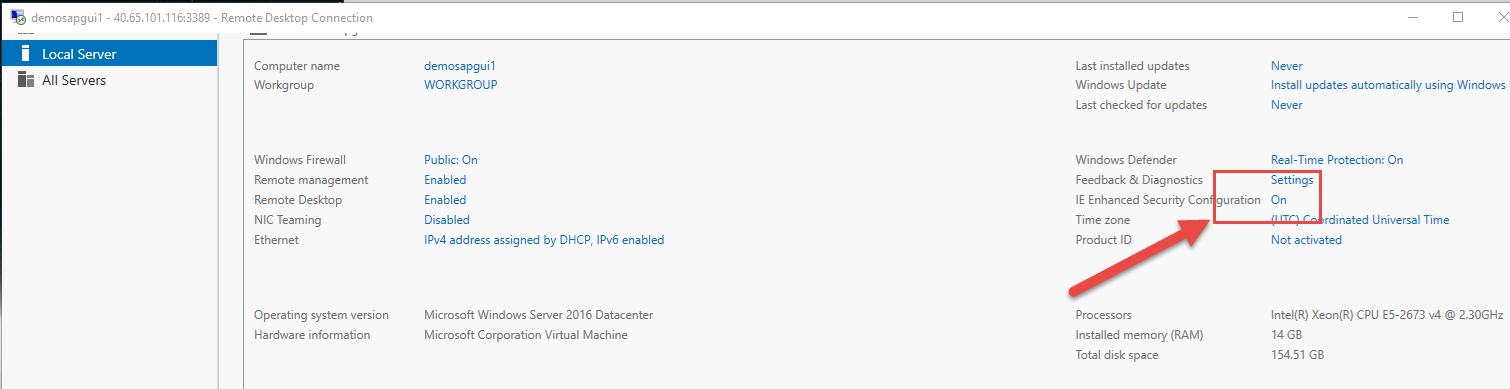 demosapgui1 - 40.65.101.116:3389 - Remote Desktop Connection
Local Server
All Servers
Computer name demosapgui1
Workgroup WORKGROUP
Last installed updates Never
Windows Update Install updates automatically using Windows
Last checked for updates Never
Windows Firewall Public: On
Remote management Enabled
Remote Desktop Enabled
NIC Teaming Disabled
Ethernet IPv4 address assigned by DHCP, IPv6 enabled
Windows Defender Real-Time Protection: On
Feedback & Diagnostics Settings
IE Enhanced Security Configuration On
Time zone (UTC) Coordinated Universal Time
Product ID Not activated
Operating system version Microsoft Windows Server 2016 Datacenter
Hardware information Microsoft Corporation Virtual Machine
Processors Intel(R) Xeon(R) CPU E5-2673 v4 @ 2.30GHz
Installed memory (RAM) 14 GB
Total disk space 154.51 GB